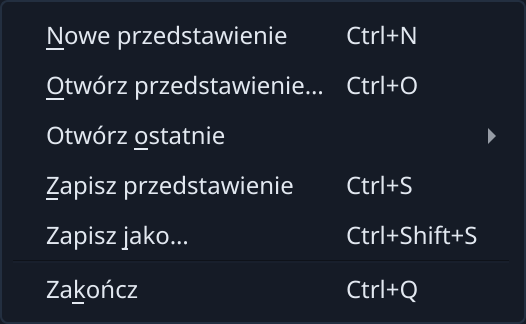 Nowe przedstawienie Ctrl+N
Otwórz przedstawienie... Ctrl+O
Otwórz ostatnie
Zapisz przedstawienie Ctrl+S
Zapisz jako... Ctrl+Shift+S
Zakończ Ctrl+Q